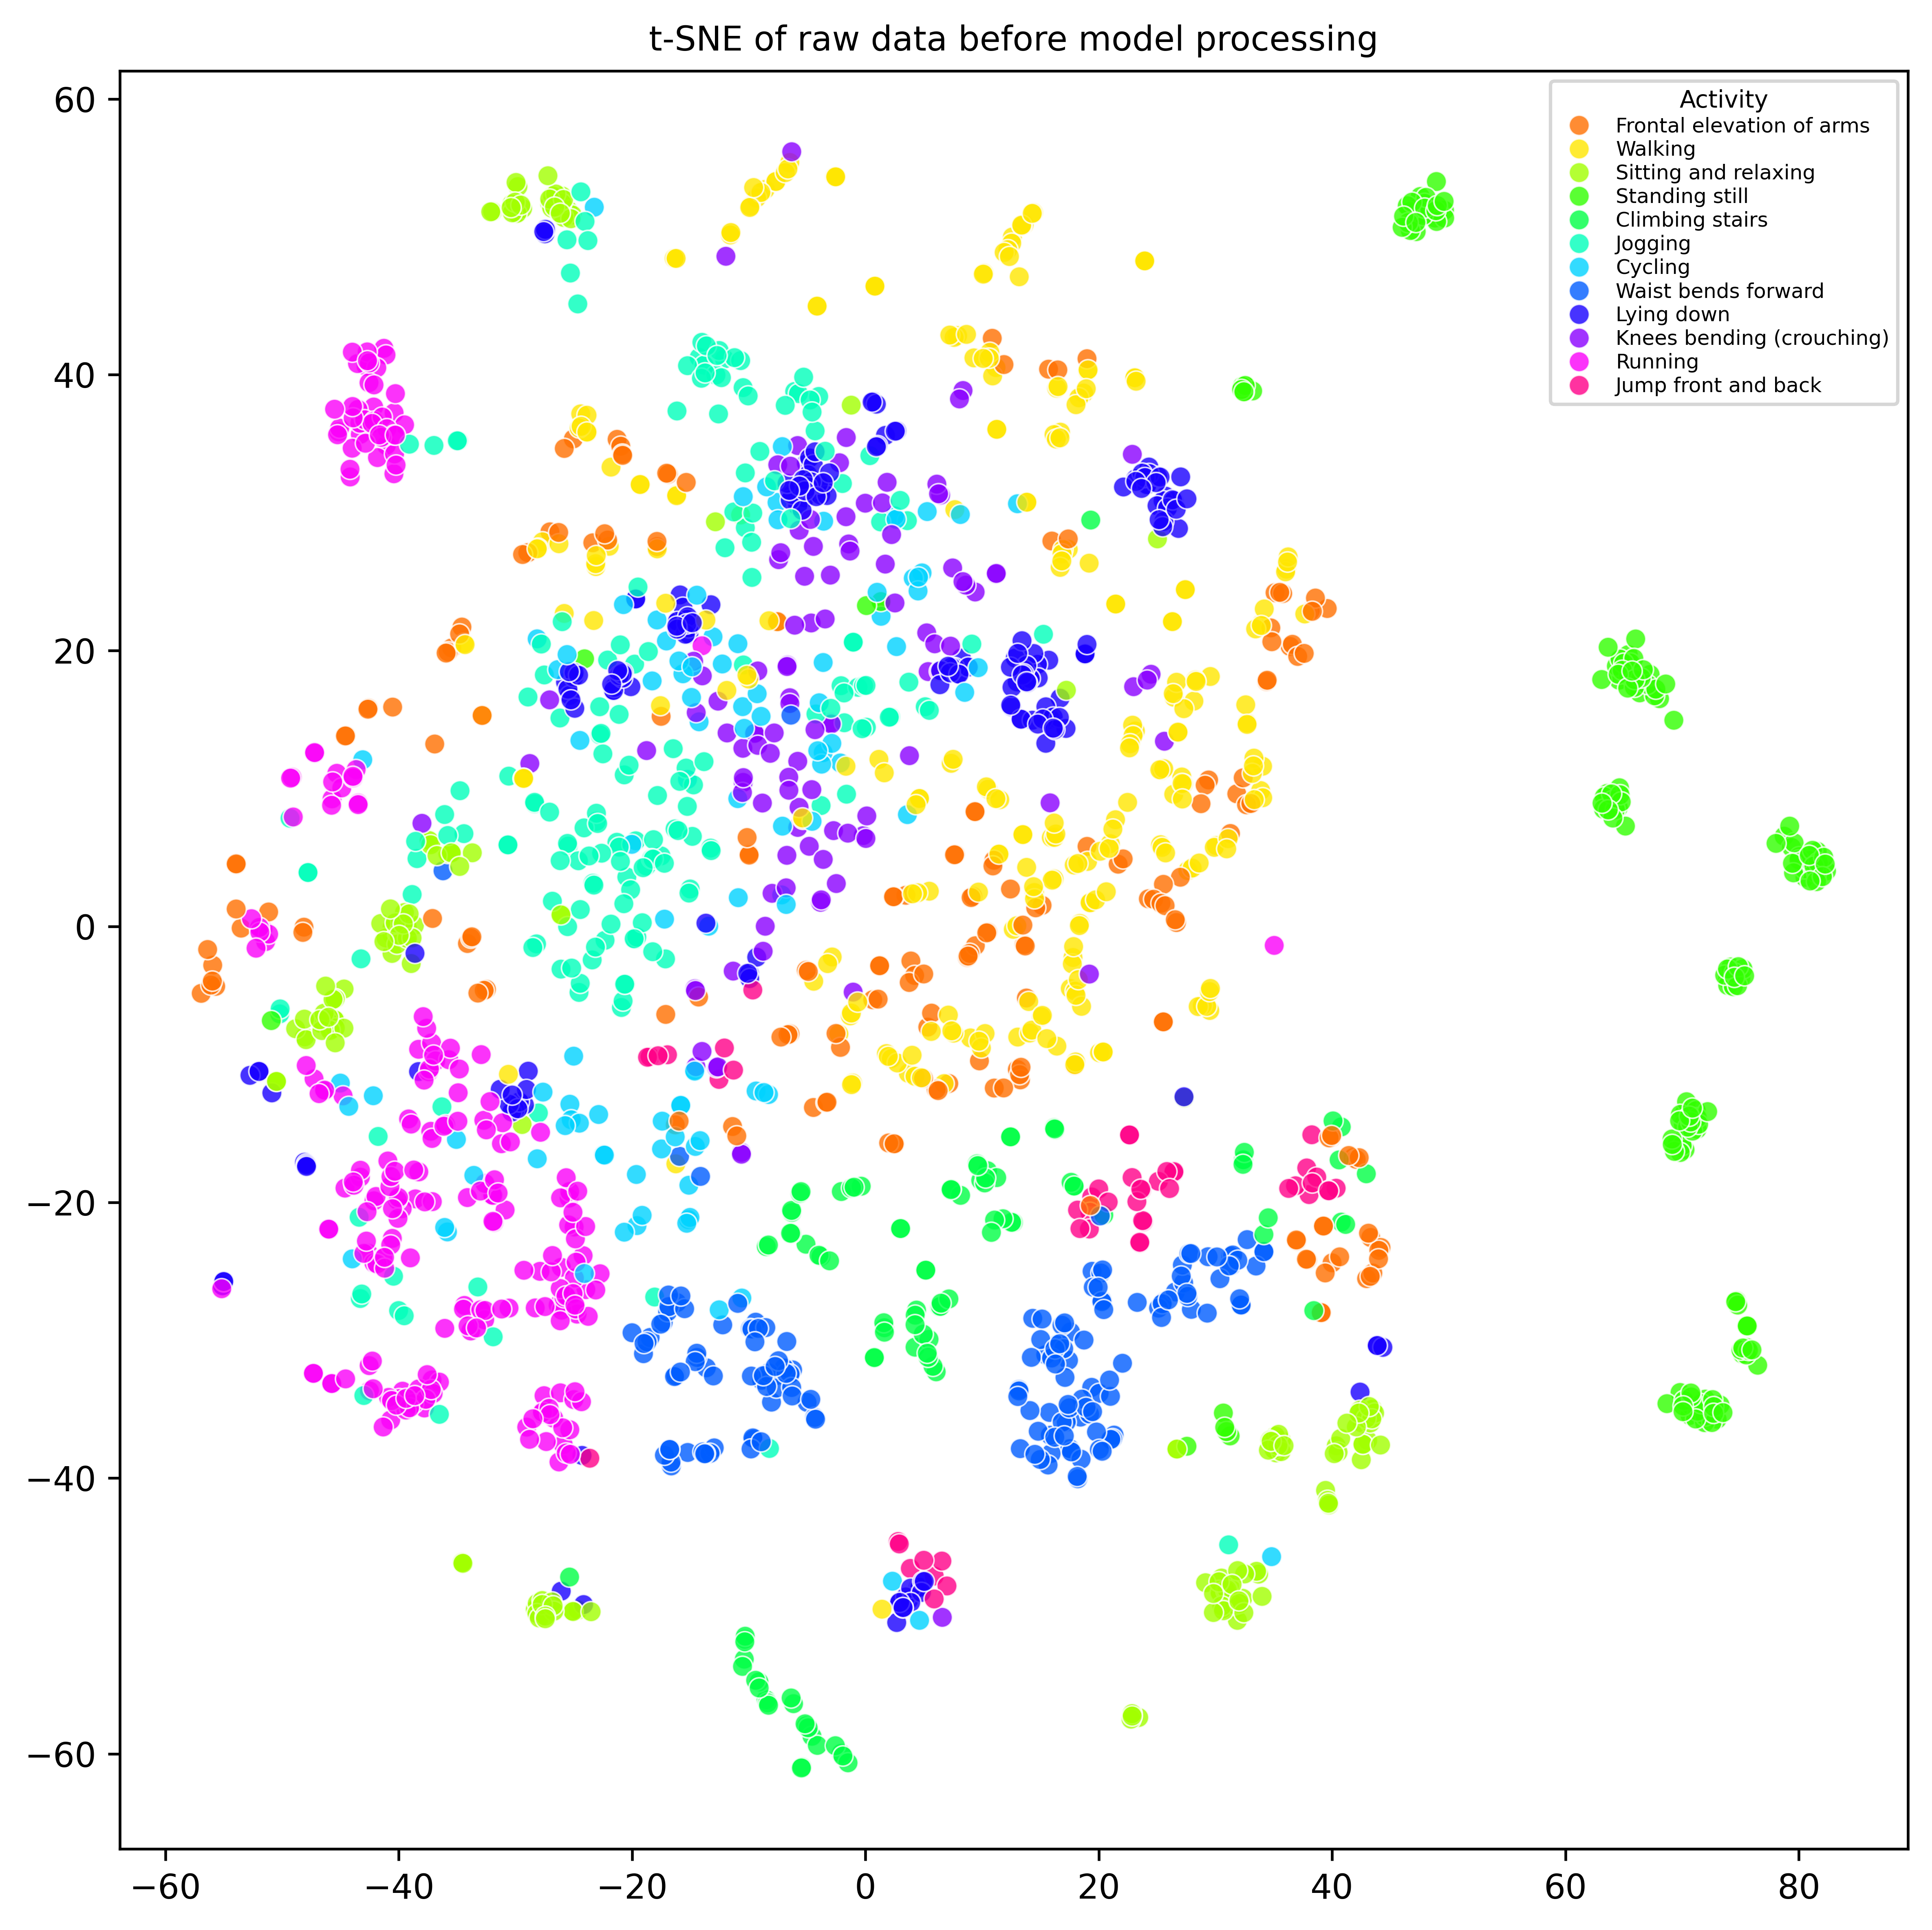 t-SNE of raw data before model processing
Activity
Frontal elevation of arms
Walking
Sitting and relaxing
Standing still
Climbing stairs
Jogging
Cycling
Waist bends forward
Lying down
Knees bending (crouching)
Running
Jump front and back
60
40
20
0
−20
−40
−60
−60 −40 −20 0 20 40 60 80